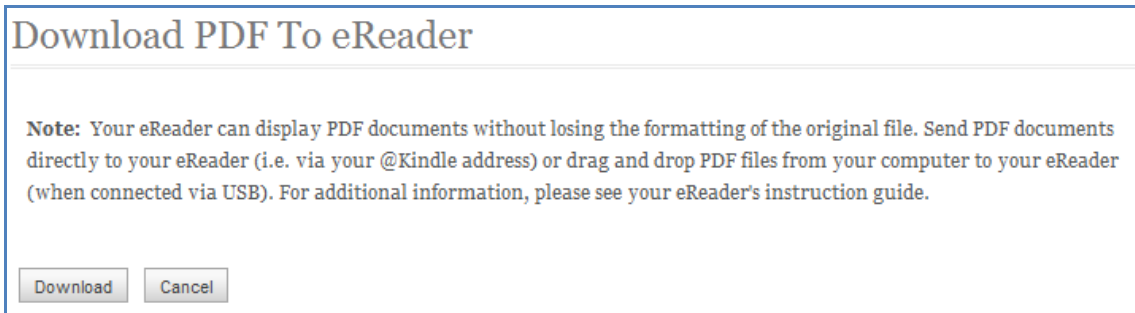 Download PDF To eReader
Note: Your eReader can display PDF documents without losing the formatting of the original file. Send PDF documents
directly to your eReader (i.e. via your @Kindle address) or drag and drop PDF files from your computer to your eReader
(when connected via USB). For additional information, please see your eReader's instruction guide.
Download Cancel